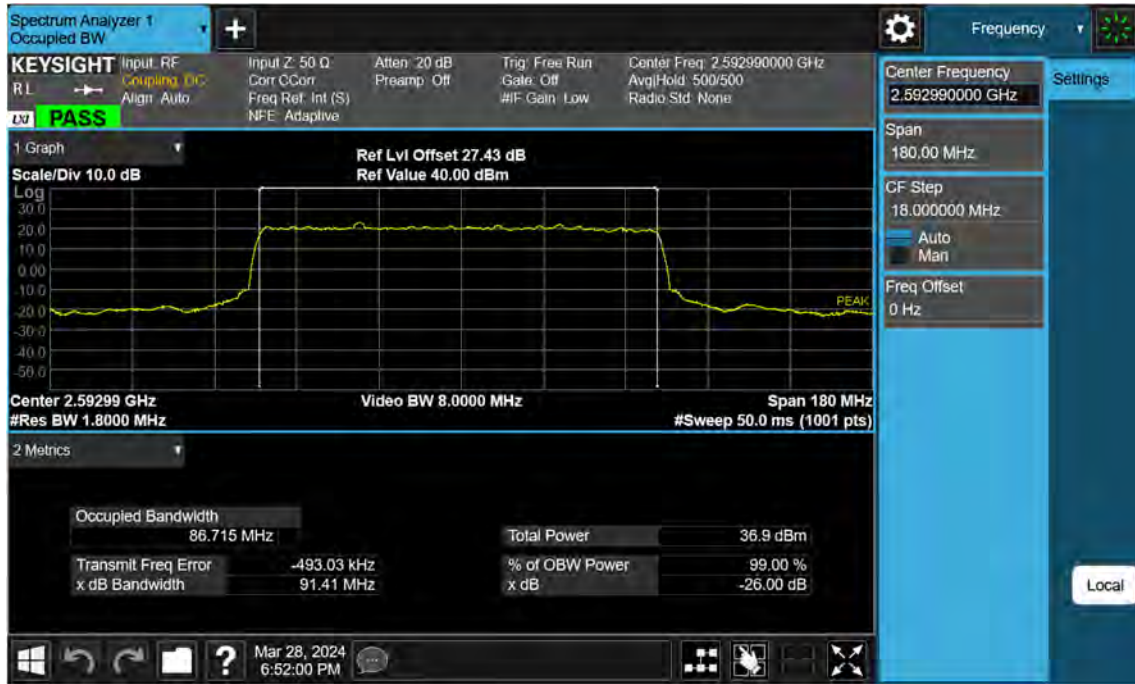 Spectrum Analyzer 1
Occupied BW
+
Frequency
KEYSIGHT
Input: RF
Input Z: 50 Ω
Atten: 20 dB
Trig: Free Run
Center Freq: 2.592990000 GHz
RL
Coupling: DC
Corr CCorr
Preamp: Off
Gate: Off
Avg|Hold: 500/500
Align: Auto
Freq Ref: Int (S)
#IF Gain: Low
Radio Std: None
LXI
PASS
NFE: Adaptive
Center Frequency
2.592990000 GHz
Settings
Span
180.00 MHz
CF Step
18.000000 MHz
Auto
Man
Freq Offset
0 Hz
Local
1 Graph
Ref Lvl Offset 27.43 dB
Scale/Div 10.0 dB
Ref Value 40.00 dBm
Log
30.0
20.0
10.0
0.00
-10.0
-20.0
-30.0
-40.0
-50.0
PEAK
Center 2.59299 GHz
Video BW 8.0000 MHz
Span 180 MHz
#Res BW 1.8000 MHz
#Sweep 50.0 ms (1001 pts)
2 Metrics
Occupied Bandwidth
86.715 MHz
Total Power
36.9 dBm
Transmit Freq Error
-493.03 kHz
% of OBW Power
99.00 %
x dB Bandwidth
91.41 MHz
x dB
-26.00 dB
?
Mar 28, 2024
6:52:00 PM